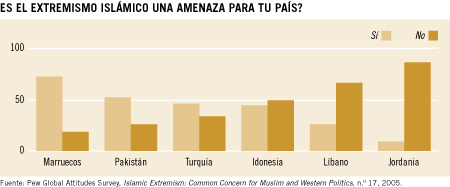 ES EL EXTREMISMO ISLÁMICO UNA AMENAZA PARA TU PAÍS?
Sí No
100
50
0
Marruecos Pakistán Turquía Idonesia Líbano Jordania
Fuente: Pew Global Attitudes Survey, Islamic Extremism: Common Concern for Muslim and Western Politics, n.º 17, 2005.